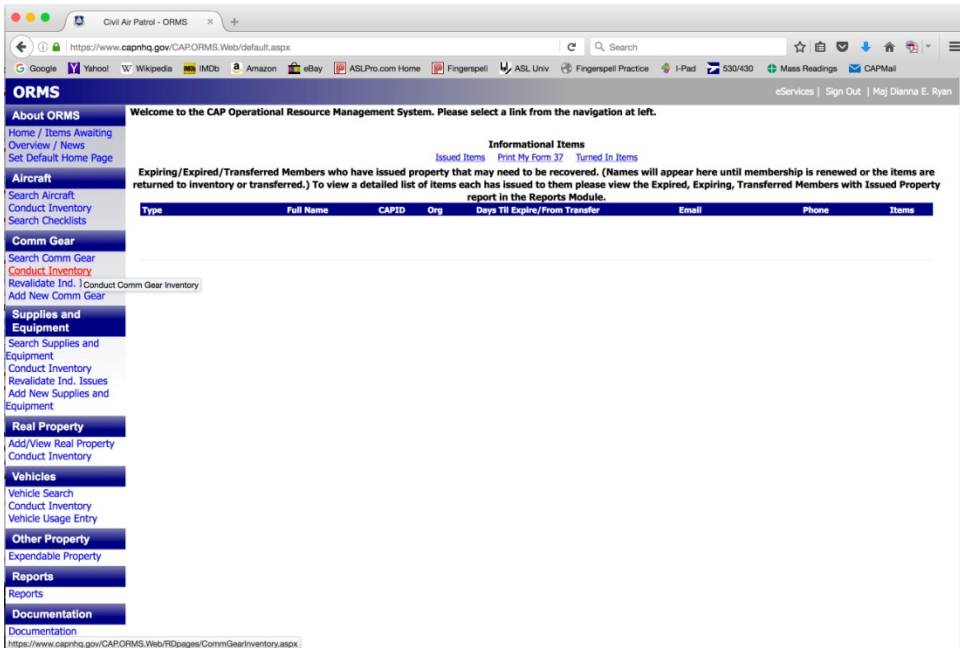 Civil Air Patrol - ORMS
https://www.capnhq.gov/CAP.ORMS.Web/default.aspx
Search
Google Yahoo! Wikipedia IMDb Amazon eBay ASLPro.com Home Fingerspell ASL Univ Fingerspell Practice I-Pad 530/430 Mass Readings CAPMail
ORMS
eServices | Sign Out | Maj Dianna E. Ryan
About ORMS
Home / Items Awaiting
Overview / News
Set Default Home Page
Aircraft
Search Aircraft
Conduct Inventory
Search Checklists
Comm Gear
Search Comm Gear
Conduct Inventory
Revalidate Ind. I
Conduct Comm Gear Inventory
Add New Comm Gear
Supplies and
Equipment
Search Supplies and
Equipment
Conduct Inventory
Revalidate Ind. Issues
Add New Supplies and
Equipment
Real Property
Add/View Real Property
Conduct Inventory
Vehicles
Vehicle Search
Conduct Inventory
Vehicle Usage Entry
Other Property
Expendable Property
Reports
Reports
Documentation
Documentation
https://www.capnhq.gov/CAP.ORMS.Web/RDpages/CommGearInventory.aspx
Welcome to the CAP Operational Resource Management System. Please select a link from the navigation at left.
Informational Items
Issued Items Print My Form 37 Turned In Items
Expiring/Expired/Transferred Members who have issued property that may need to be recovered. (Names will appear here until membership is renewed or the items are
returned to inventory or transferred.) To view a detailed list of items each has issued to them please view the Expired, Expiring, Transferred Members with Issued Property
report in the Reports Module.
Type Full Name CAPID Org Days Til Expire/From Transfer Email Phone Items